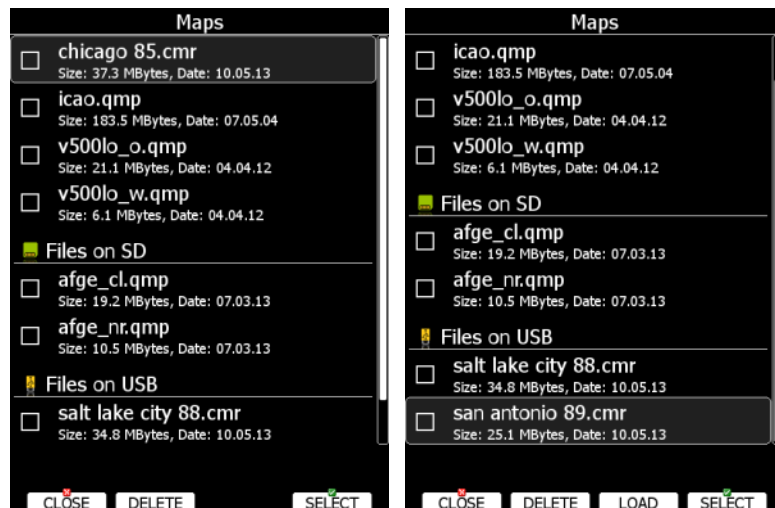 Maps
chicago 85.cmr
Size: 37.3 MBytes, Date: 10.05.13
icao.qmp
Size: 183.5 MBytes, Date: 07.05.04
v500lo_o.qmp
Size: 21.1 MBytes, Date: 04.04.12
v500lo_w.qmp
Size: 6.1 MBytes, Date: 04.04.12
Files on SD
afge_cl.qmp
Size: 19.2 MBytes, Date: 07.03.13
afge_nr.qmp
Size: 10.5 MBytes, Date: 07.03.13
Files on USB
salt lake city 88.cmr
Size: 34.8 MBytes, Date: 10.05.13
CLOSE DELETE SELECT
Maps
icao.qmp
Size: 183.5 MBytes, Date: 07.05.04
v500lo_o.qmp
Size: 21.1 MBytes, Date: 04.04.12
v500lo_w.qmp
Size: 6.1 MBytes, Date: 04.04.12
Files on SD
afge_cl.qmp
Size: 19.2 MBytes, Date: 07.03.13
afge_nr.qmp
Size: 10.5 MBytes, Date: 07.03.13
Files on USB
salt lake city 88.cmr
Size: 34.8 MBytes, Date: 10.05.13
san antonio 89.cmr
Size: 25.1 MBytes, Date: 10.05.13
CLOSE DELETE LOAD SELECT